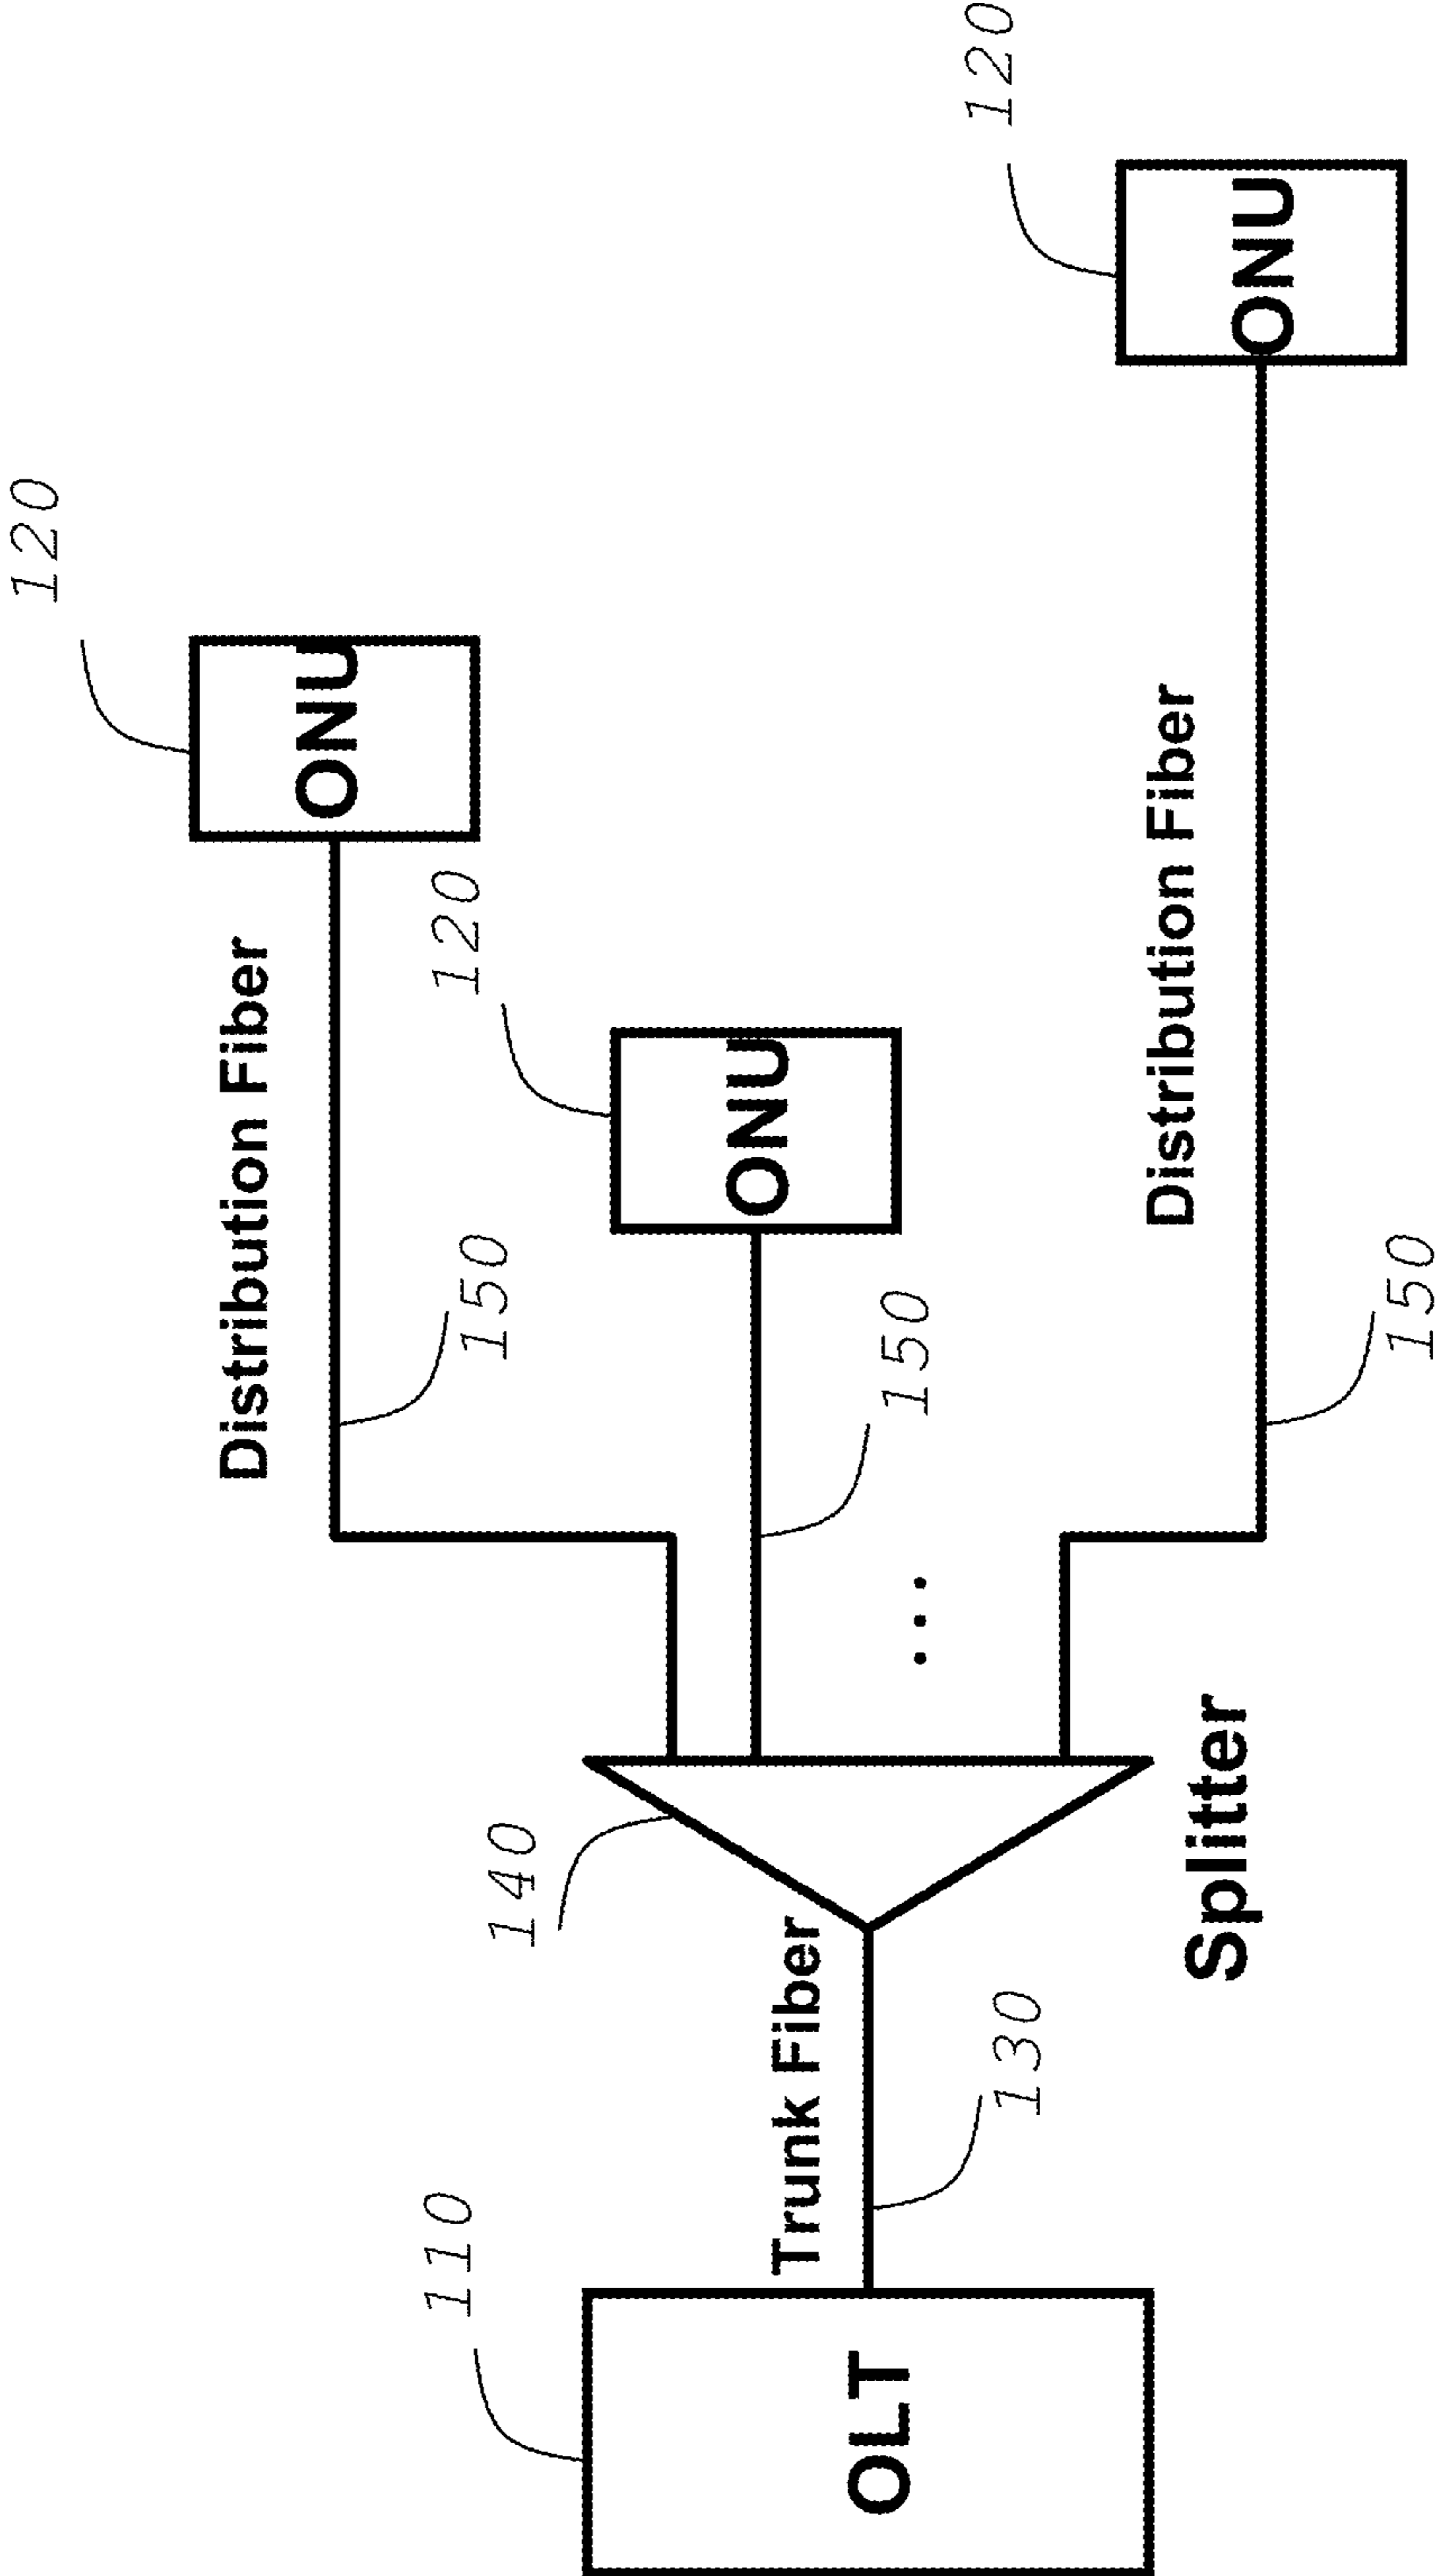 120
ONU
Distribution Fiber
150
120
ONU
150
120
ONU
Distribution Fiber
150
...
140
Splitter
Trunk Fiber
130
110
OLT